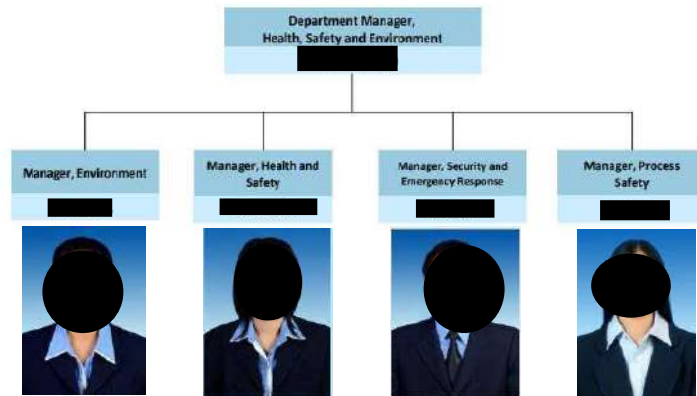 Department Manager,
Health, Safety and Environment
Manager, Environment
Manager, Health and
Safety
Manager, Security and
Emergency Response
Manager, Process
Safety